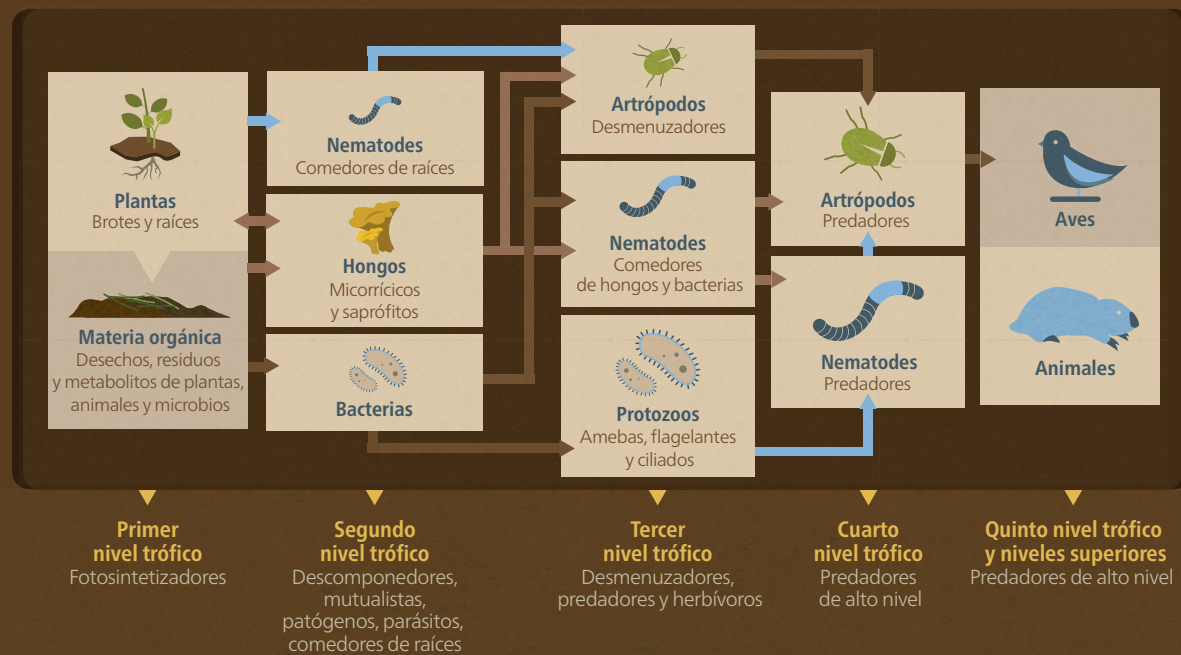 Plantas
Brotes y raíces
Materia orgánica
Desechos, residuos
y metabolitos de plantas,
animales y microbios
Nematodes
Comedores de raíces
Hongos
Micorrícicos
y saprófitos
Bacterias
Artrópodos
Desmenuzadores
Nematodes
Comedores
de hongos y bacterias
Protozoos
Amebas, flagelantes
y ciliados
Artrópodos
Predadores
Nematodes
Predadores
Aves
Animales
Primer
nivel trófico
Fotosintetizadores
Segundo
nivel trófico
Descomponedores,
mutualistas,
patógenos, parásitos,
comedores de raíces
Tercer
nivel trófico
Desmenuzadores,
predadores y herbívoros
Cuarto
nivel trófico
Predadores
de alto nivel
Quinto nivel trófico
y niveles superiores
Predadores de alto nivel